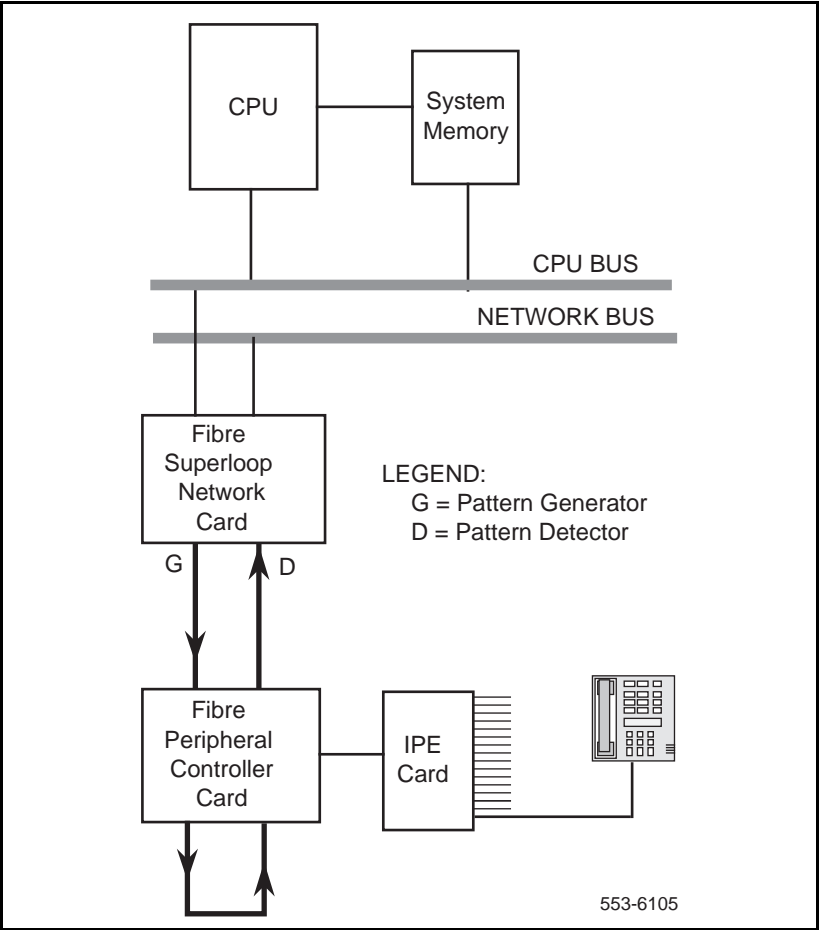 CPU
System
Memory
CPU BUS
NETWORK BUS
Fibre
Superloop
Network
Card
LEGEND:
G = Pattern Generator
D = Pattern Detector
G
D
Fibre
Peripheral
Controller
Card
IPE
Card
553-6105